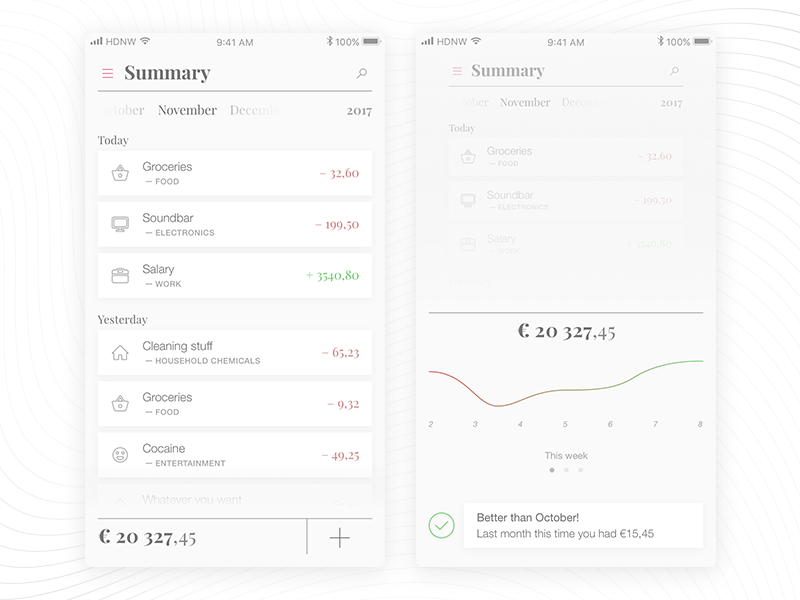 HDNW
9:41 AM
100%
Summary
October November Decem
2017
Today
Groceries
— FOOD
– 32,60
Soundbar
— ELECTRONICS
– 199,50
Salary
— WORK
+ 3540,80
Yesterday
Cleaning stuff
— HOUSEHOLD CHEMICALS
– 65,23
Groceries
— FOOD
– 9,32
Cocaine
— ENTERTAINMENT
– 49,25
Whatever you want
€ 20 327,45
HDNW
9:41 AM
100%
Summary
tober November Decem
2017
Today
Groceries
— FOOD
– 32,60
Soundbar
— ELECTRONICS
– 199,50
Salary
— WORK
+ 3540,80
€ 20 327,45
2 3 4 5 6 7 8
This week
Better than October!
Last month this time you had €15,45